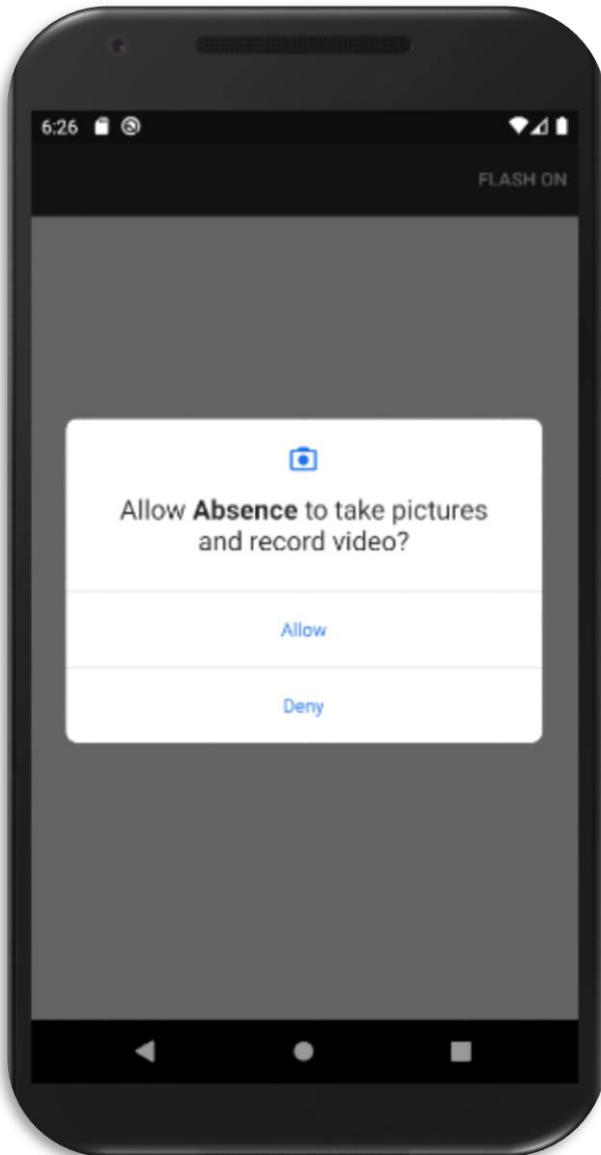 6:26
FLASH ON
Allow Absence to take pictures
and record video?
Allow
Deny